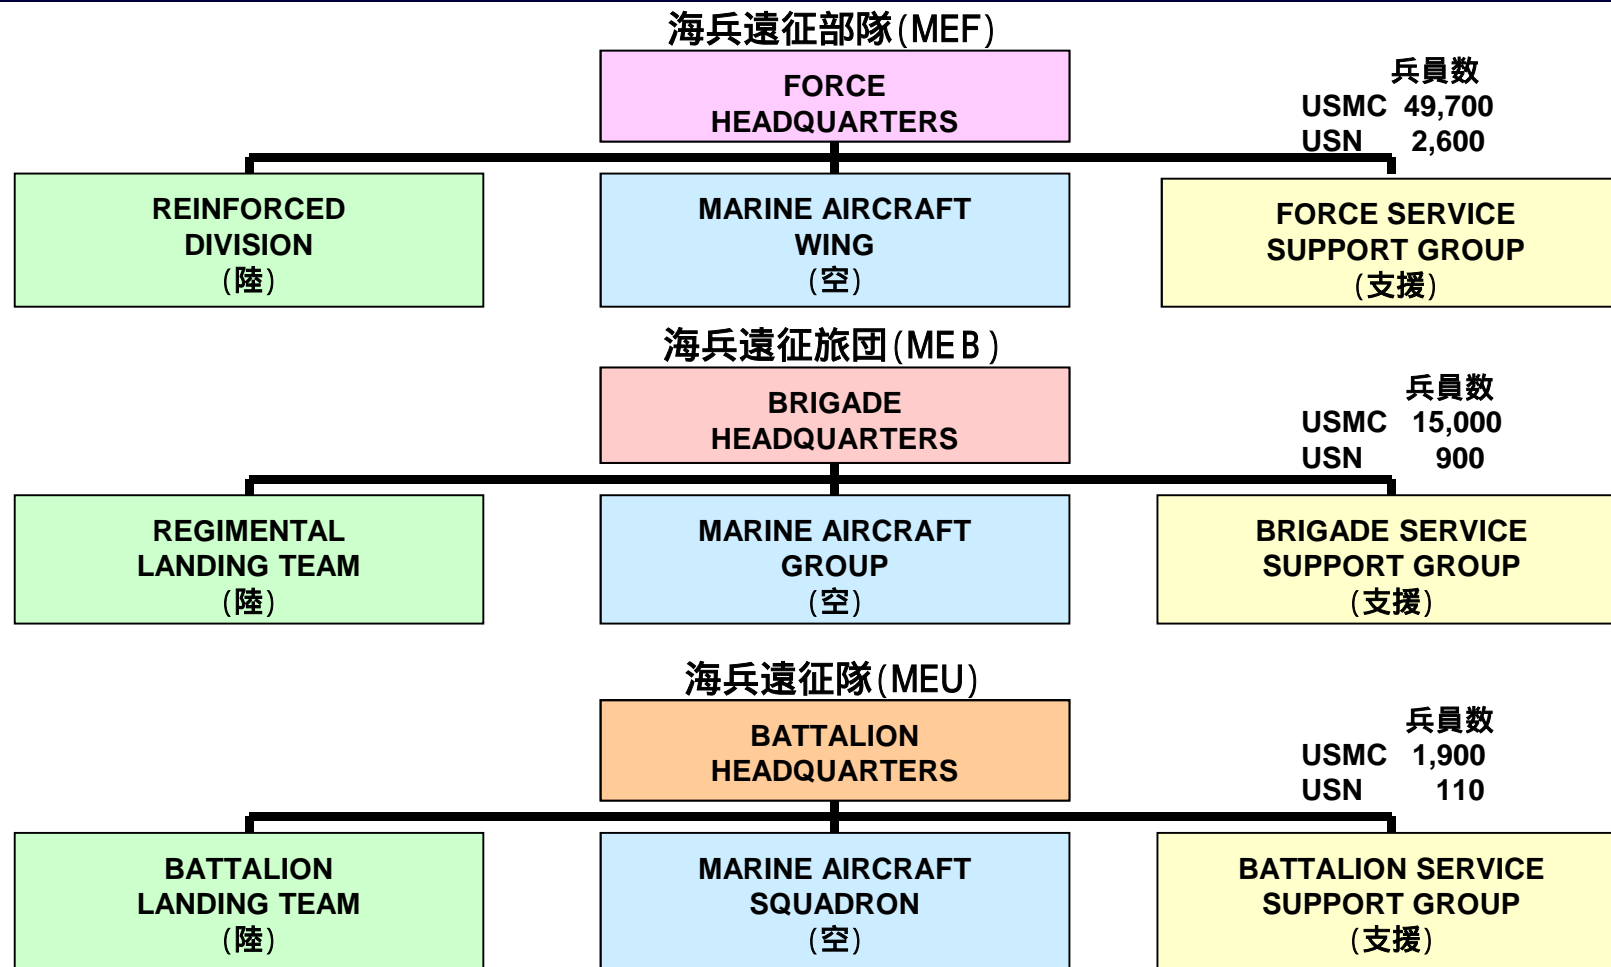 海兵遠征部隊(MEF)
FORCE
HEADQUARTERS
兵員数
USMC 49,700
USN 2,600
REINFORCED
DIVISION
(陸)
MARINE AIRCRAFT
WING
(空)
FORCE SERVICE
SUPPORT GROUP
(支援)
海兵遠征旅団(MEB)
BRIGADE
HEADQUARTERS
兵員数
USMC 15,000
USN 900
REGIMENTAL
LANDING TEAM
(陸)
MARINE AIRCRAFT
GROUP
(空)
BRIGADE SERVICE
SUPPORT GROUP
(支援)
海兵遠征隊(MEU)
BATTALION
HEADQUARTERS
兵員数
USMC 1,900
USN 110
BATTALION
LANDING TEAM
(陸)
MARINE AIRCRAFT
SQUADRON
(空)
BATTALION SERVICE
SUPPORT GROUP
(支援)